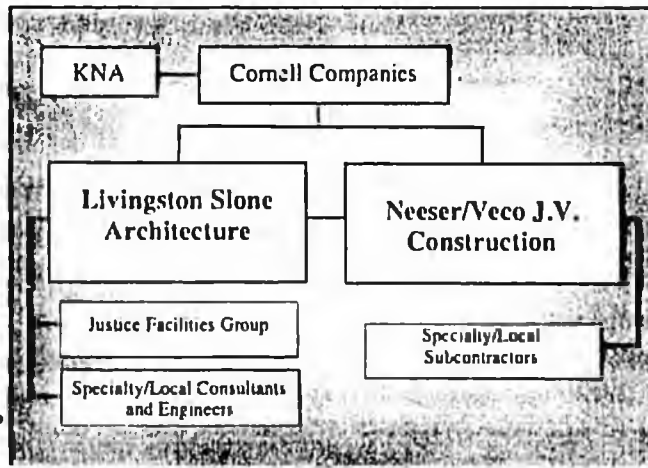 KNA
Cornell Companies
Livingston Slone
Architecture
Neeser/Veco J.V.
Construction
Justice Facilities Group
Specialty/Local
Subcontractors
Specialty/Local Consultants
and Engineers